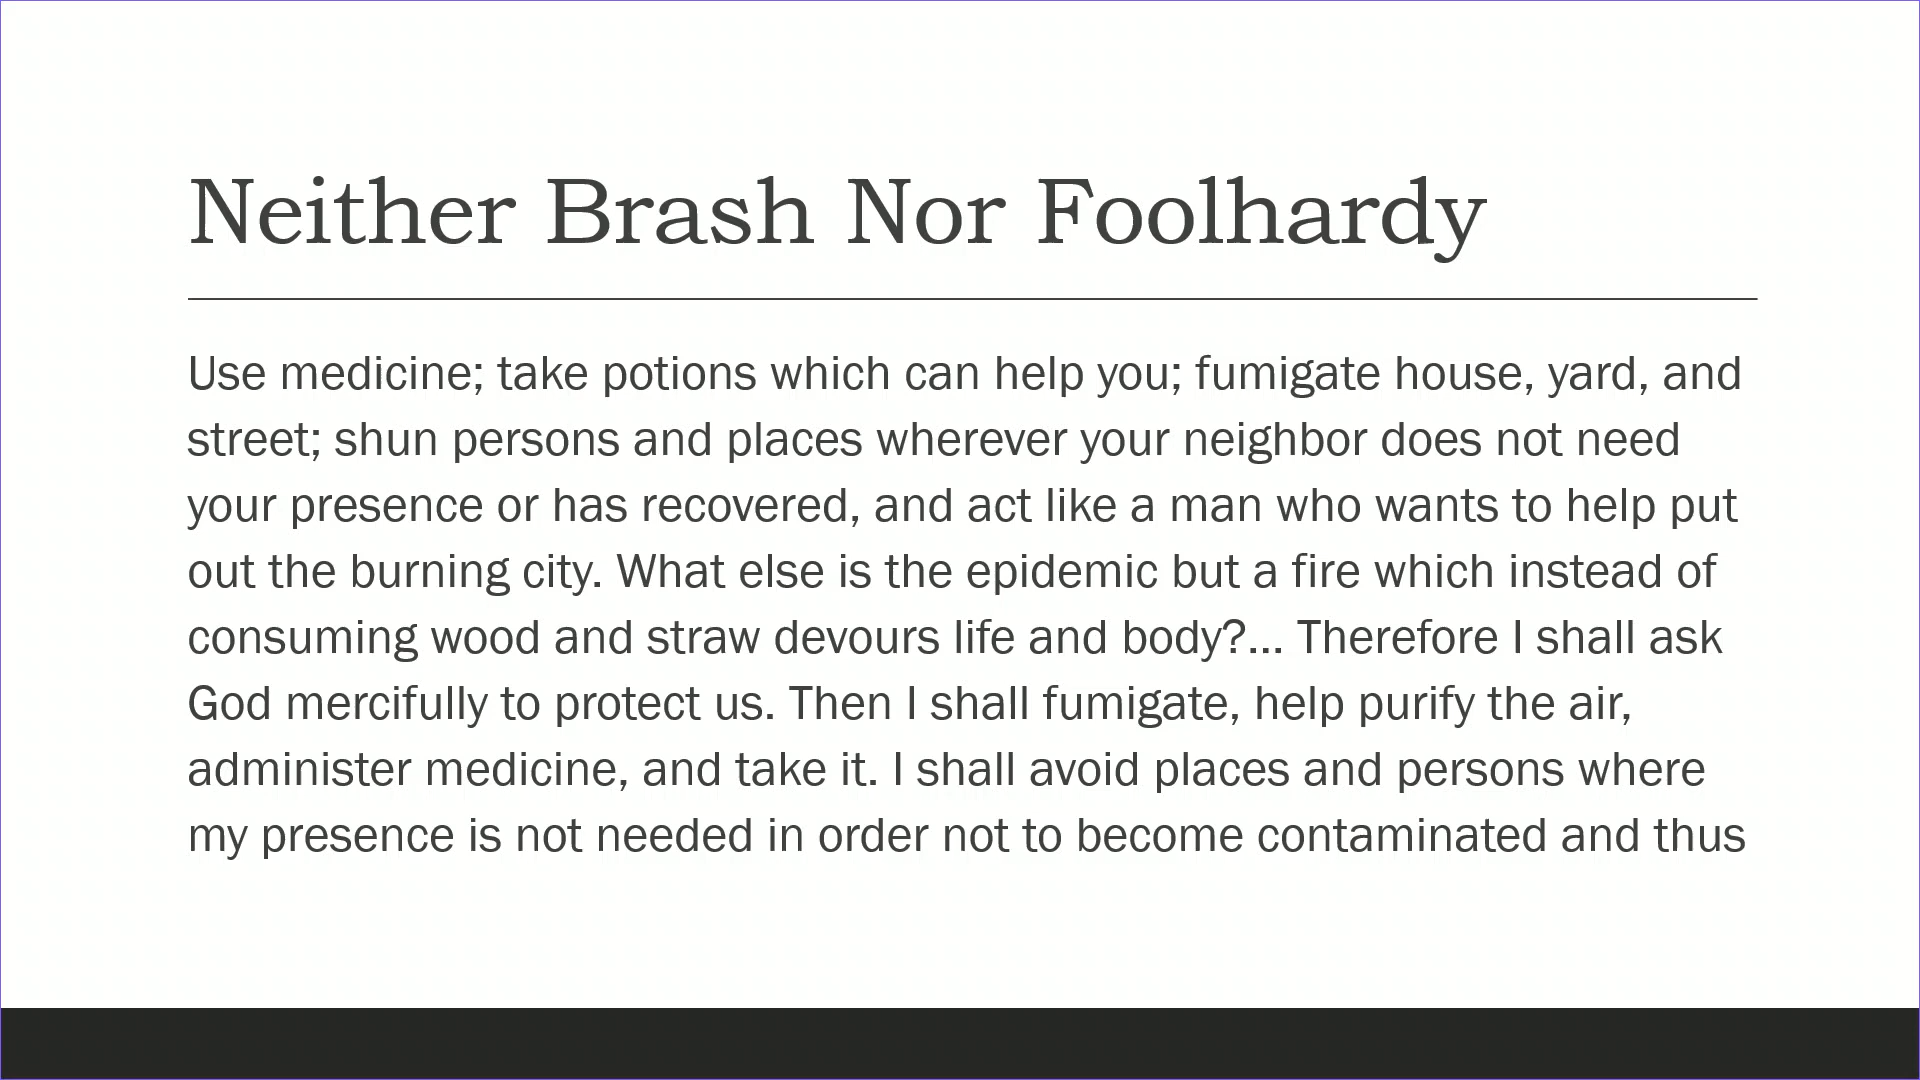 Neither Brash Nor Foolhardy
Use medicine; take potions which can help you; fumigate house, yard, and
street; shun persons and places wherever your neighbor does not need
your presence or has recovered, and act like a man who wants to help put
out the burning city. What else is the epidemic but a fire which instead of
consuming wood and straw devours life and body?... Therefore I shall ask
God mercifully to protect us. Then I shall fumigate, help purify the air,
administer medicine, and take it. I shall avoid places and persons where
my presence is not needed in order not to become contaminated and thus